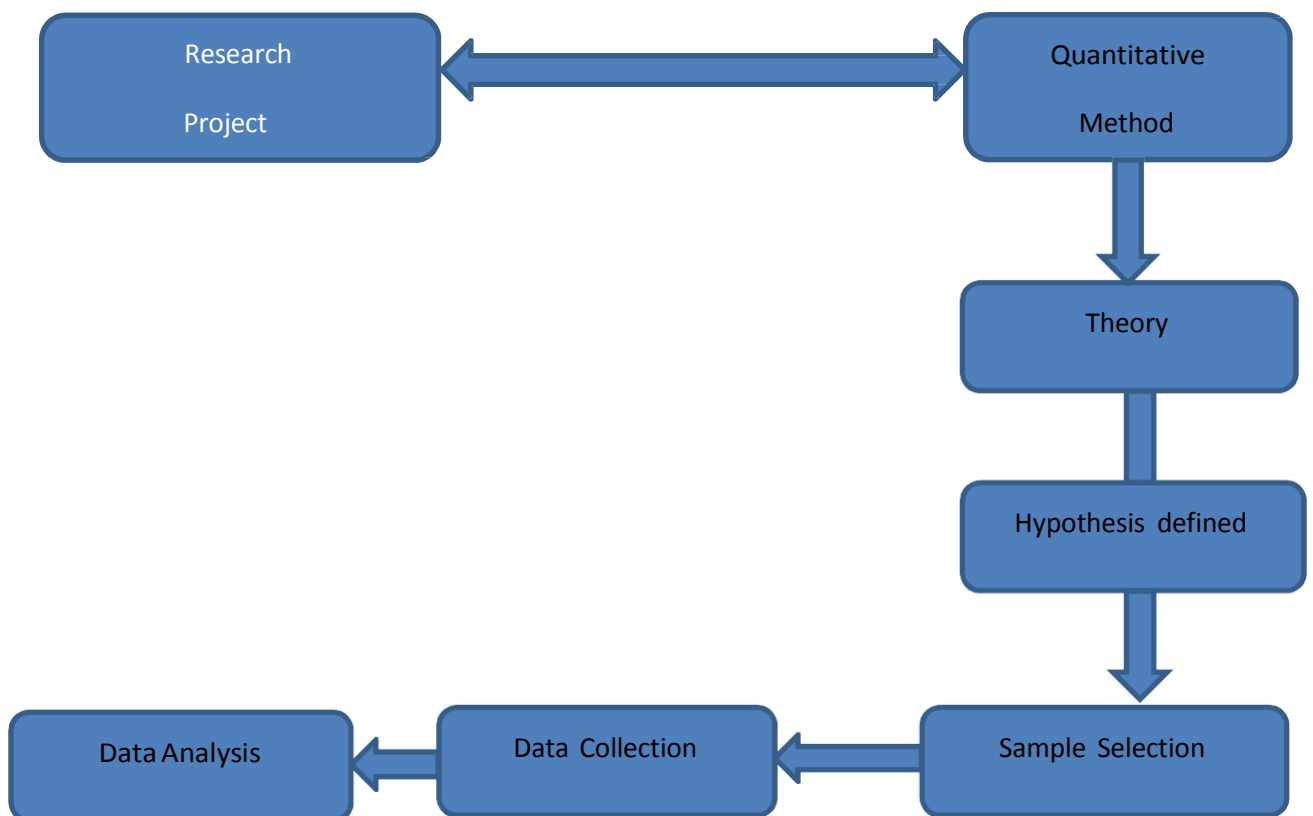 Research
Project
Quantitative
Method
Theory
Hypothesis defined
Sample Selection
Data Collection
Data Analysis